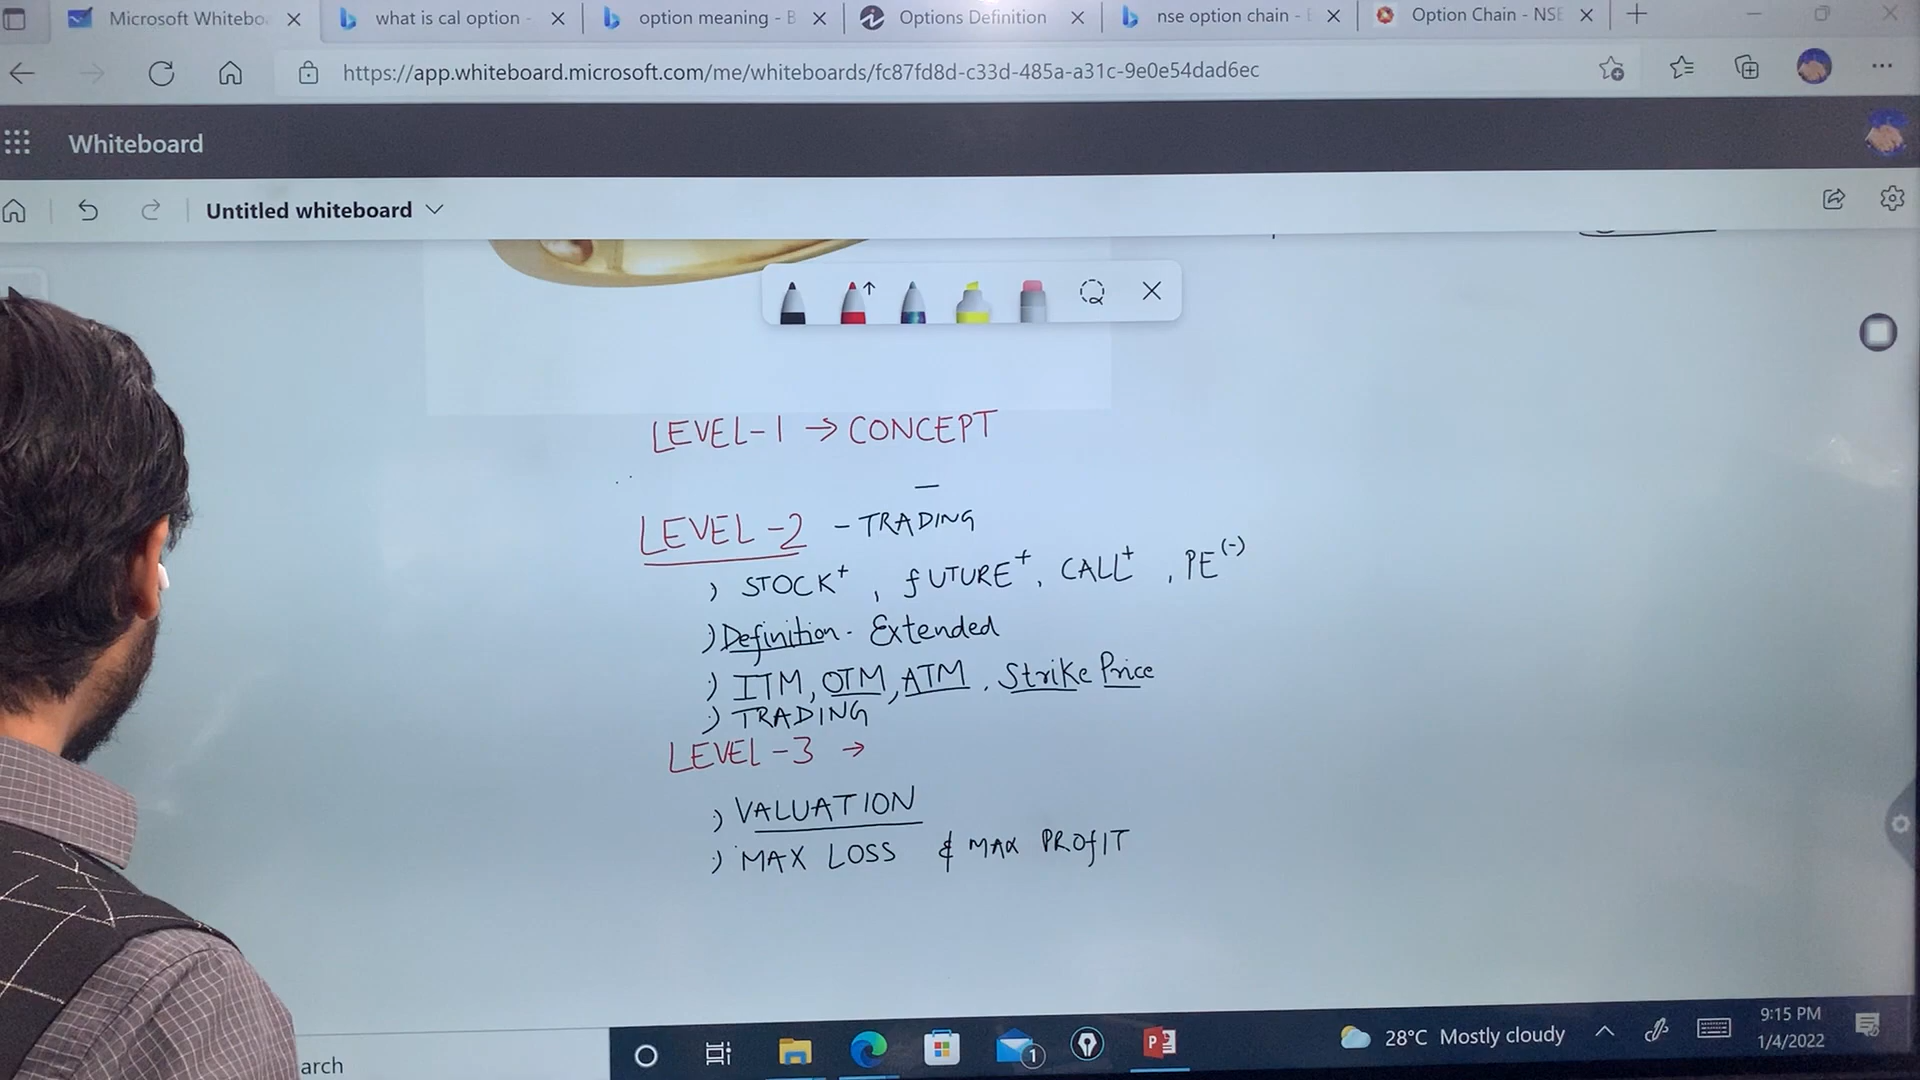 Microsoft Whitebo
what is cal option -
option meaning - B
Options Definition
nse option chain -
Option Chain - NSE
https://app.whiteboard.microsoft.com/me/whiteboards/fc87fd8d-c33d-485a-a31c-9e0e54dad6ec
Whiteboard
Untitled whiteboard
LEVEL-1 → CONCEPT
LEVEL-2 - TRADING
) STOCK+, fUTURE+, CALL+, PE(-)
) Definition - Extended
) ITM, OTM, ATM, Strike Price
) TRADING
LEVEL-3 →
) VALUATION
) MAX LOSS & MAX PROfIT
arch
1
P
28°C Mostly cloudy
9:15 PM
1/4/2022